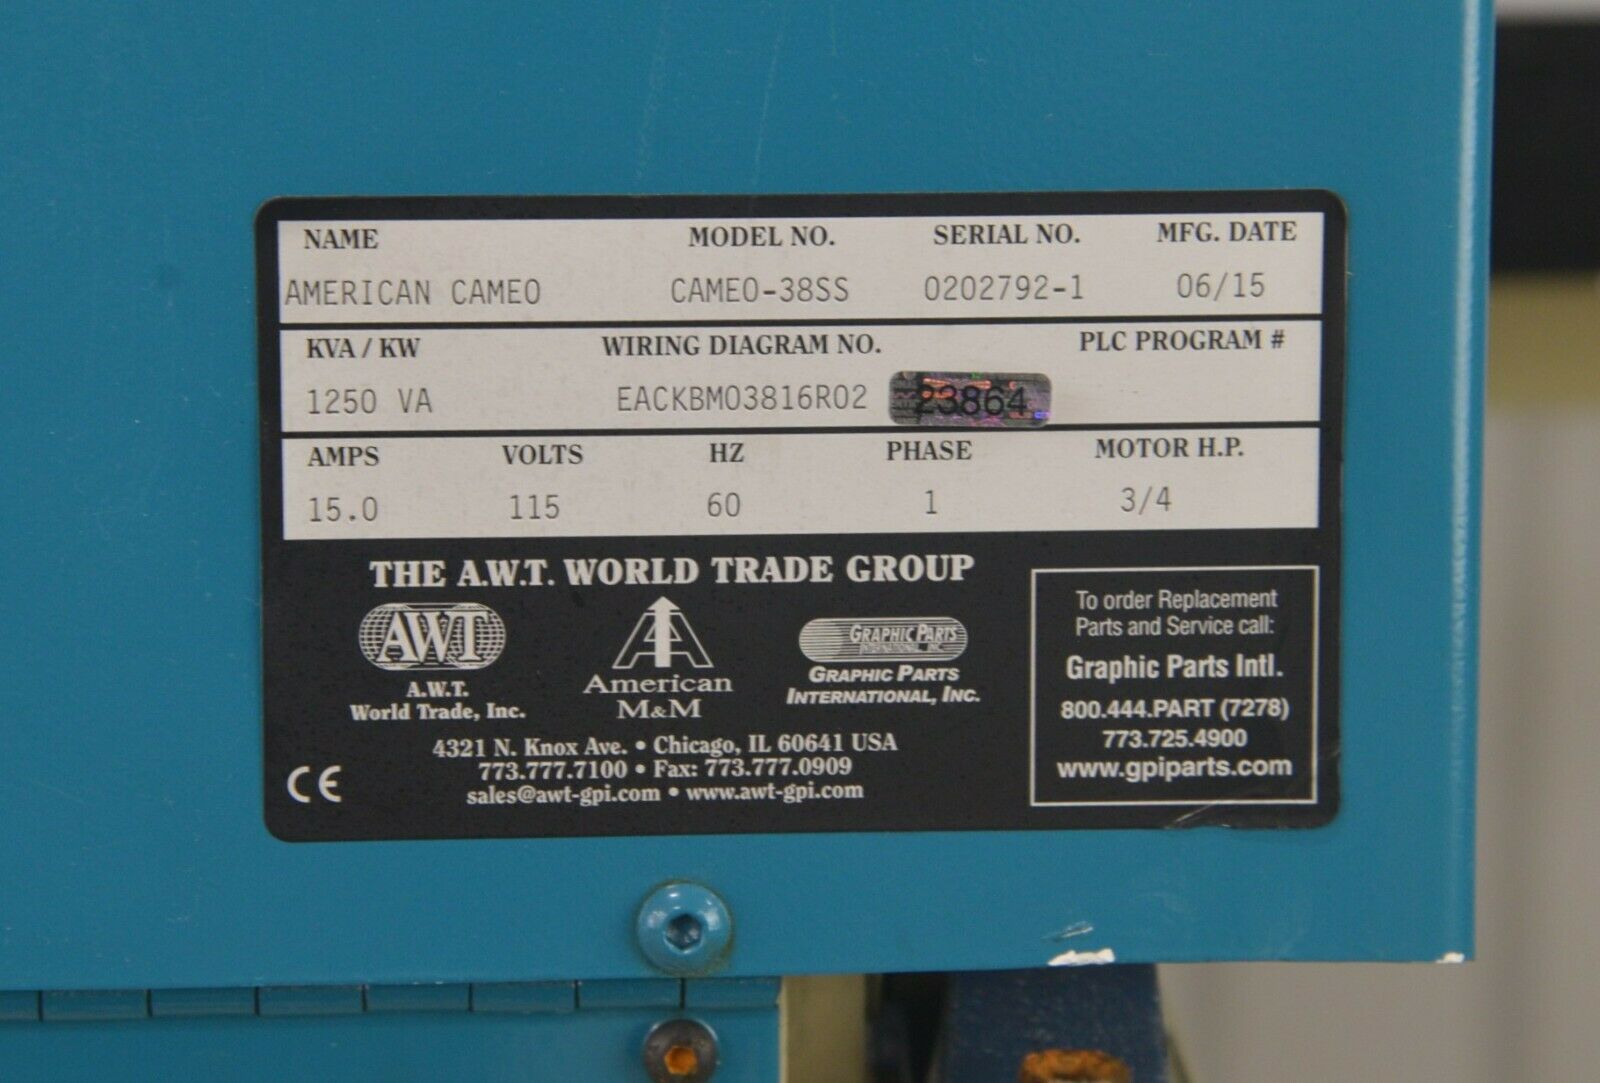 NAME MODEL NO. SERIAL NO. MFG. DATE
AMERICAN CAMEO CAMEO-38SS 0202792-1 06/15
KVA / KW WIRING DIAGRAM NO. PLC PROGRAM #
1250 VA EACKBM03816R02 23864
AMPS VOLTS HZ PHASE MOTOR H.P.
15.0 115 60 1 3/4
THE A.W.T. WORLD TRADE GROUP
AWT
A.W.T.
World Trade, Inc.
American
M&M
GRAPHIC PARTS
INTERNATIONAL, INC.
GRAPHIC PARTS
INTERNATIONAL, INC.
4321 N. Knox Ave. • Chicago, IL 60641 USA
773.777.7100 • Fax: 773.777.0909
sales@awt-gpi.com • www.awt-gpi.com
CE
To order Replacement
Parts and Service call:
Graphic Parts Intl.
800.444.PART (7278)
773.725.4900
www.gpiparts.com